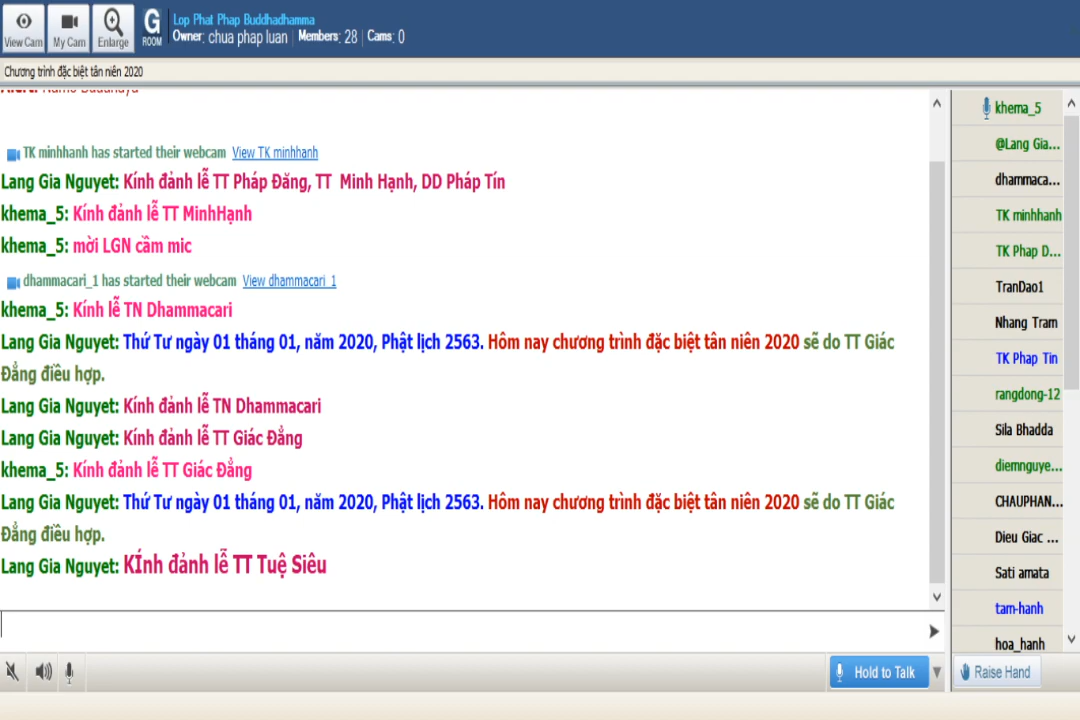 Lop Phat Phap Buddhadhamma
View Cam My Cam Enlarge G ROOM Owner: chua phap luan | Members: 28 | Cams: 0
Chương trình đặc biệt tân niên 2020
TK minhhanh has started their webcam View TK minhhanh
Lang Gia Nguyet: Kính đảnh lễ TT Pháp Đăng, TT Minh Hạnh, DD Pháp Tín
khema_5: Kính đảnh lễ TT MinhHạnh
khema_5: mời LGN cầm mic
dhammacari_1 has started their webcam View dhammacari_1
khema_5: Kính lễ TN Dhammacari
Lang Gia Nguyet: Thứ Tư ngày 01 tháng 01, năm 2020, Phật lịch 2563. Hôm nay chương trình đặc biệt tân niên 2020 sẽ do TT Giác
Đẳng điều hợp.
Lang Gia Nguyet: Kính đảnh lễ TN Dhammacari
Lang Gia Nguyet: Kính đảnh lễ TT Giác Đẳng
khema_5: Kính đảnh lễ TT Giác Đẳng
Lang Gia Nguyet: Thứ Tư ngày 01 tháng 01, năm 2020, Phật lịch 2563. Hôm nay chương trình đặc biệt tân niên 2020 sẽ do TT Giác
Đẳng điều hợp.
Lang Gia Nguyet: KÍnh đảnh lễ TT Tuệ Siêu
khema_5
@Lang Gia...
dhammaca...
TK minhhanh
TK Phap D...
TranDao1
Nhang Tram
TK Phap Tin
rangdong-12
Sila Bhadda
diemnguye...
CHAUPHAN...
Dieu Giac ...
Sati amata
tam-hanh
hoa_hanh
Hold to Talk
Raise Hand